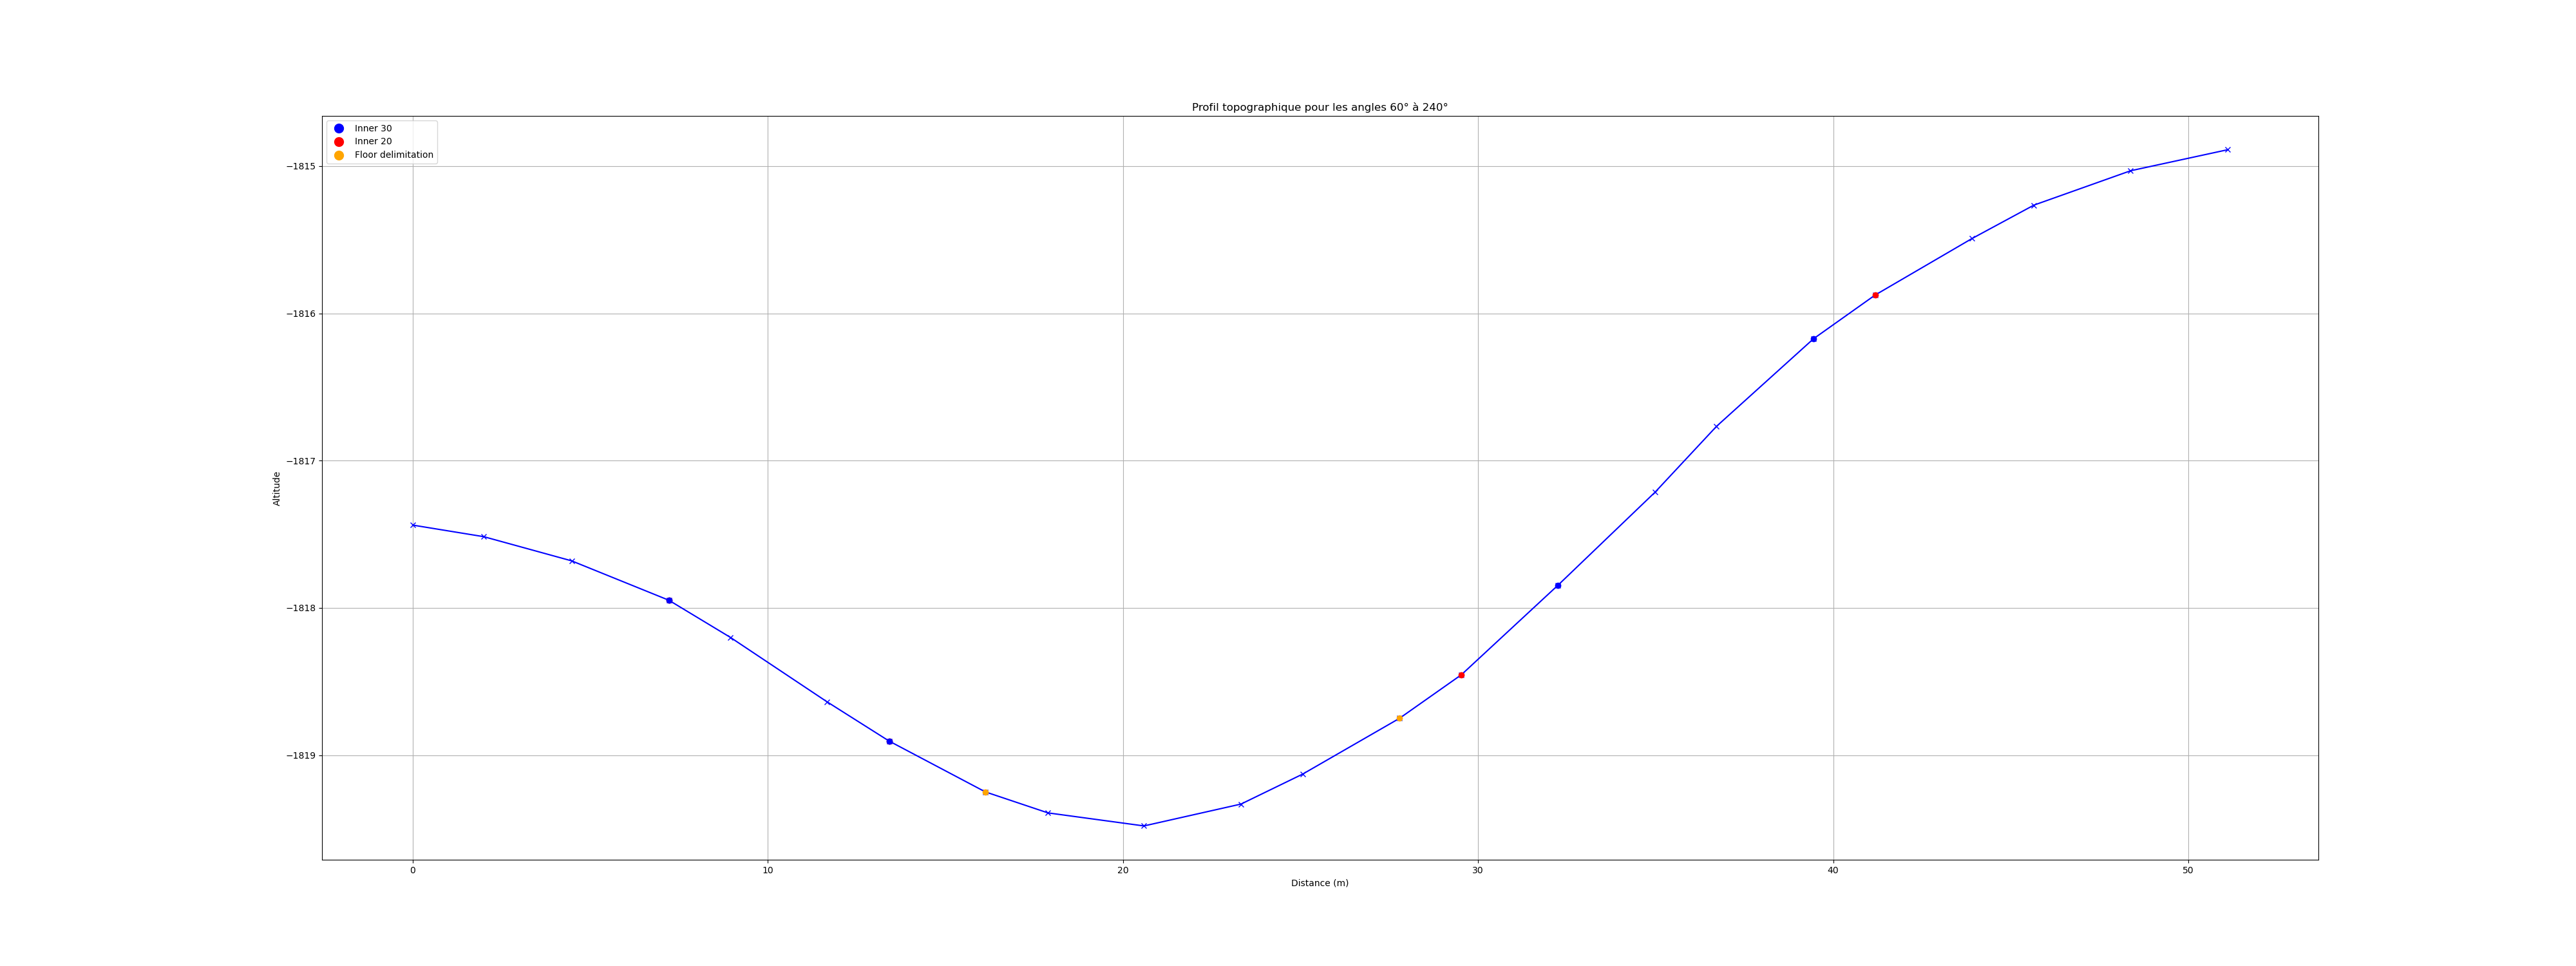 Profil topographique pour les angles 60° à 240°
Inner 30
Inner 20
Floor delimitation
−1815
−1816
−1817
−1818
−1819
Altitude
0 10 20 30 40 50
Distance (m)